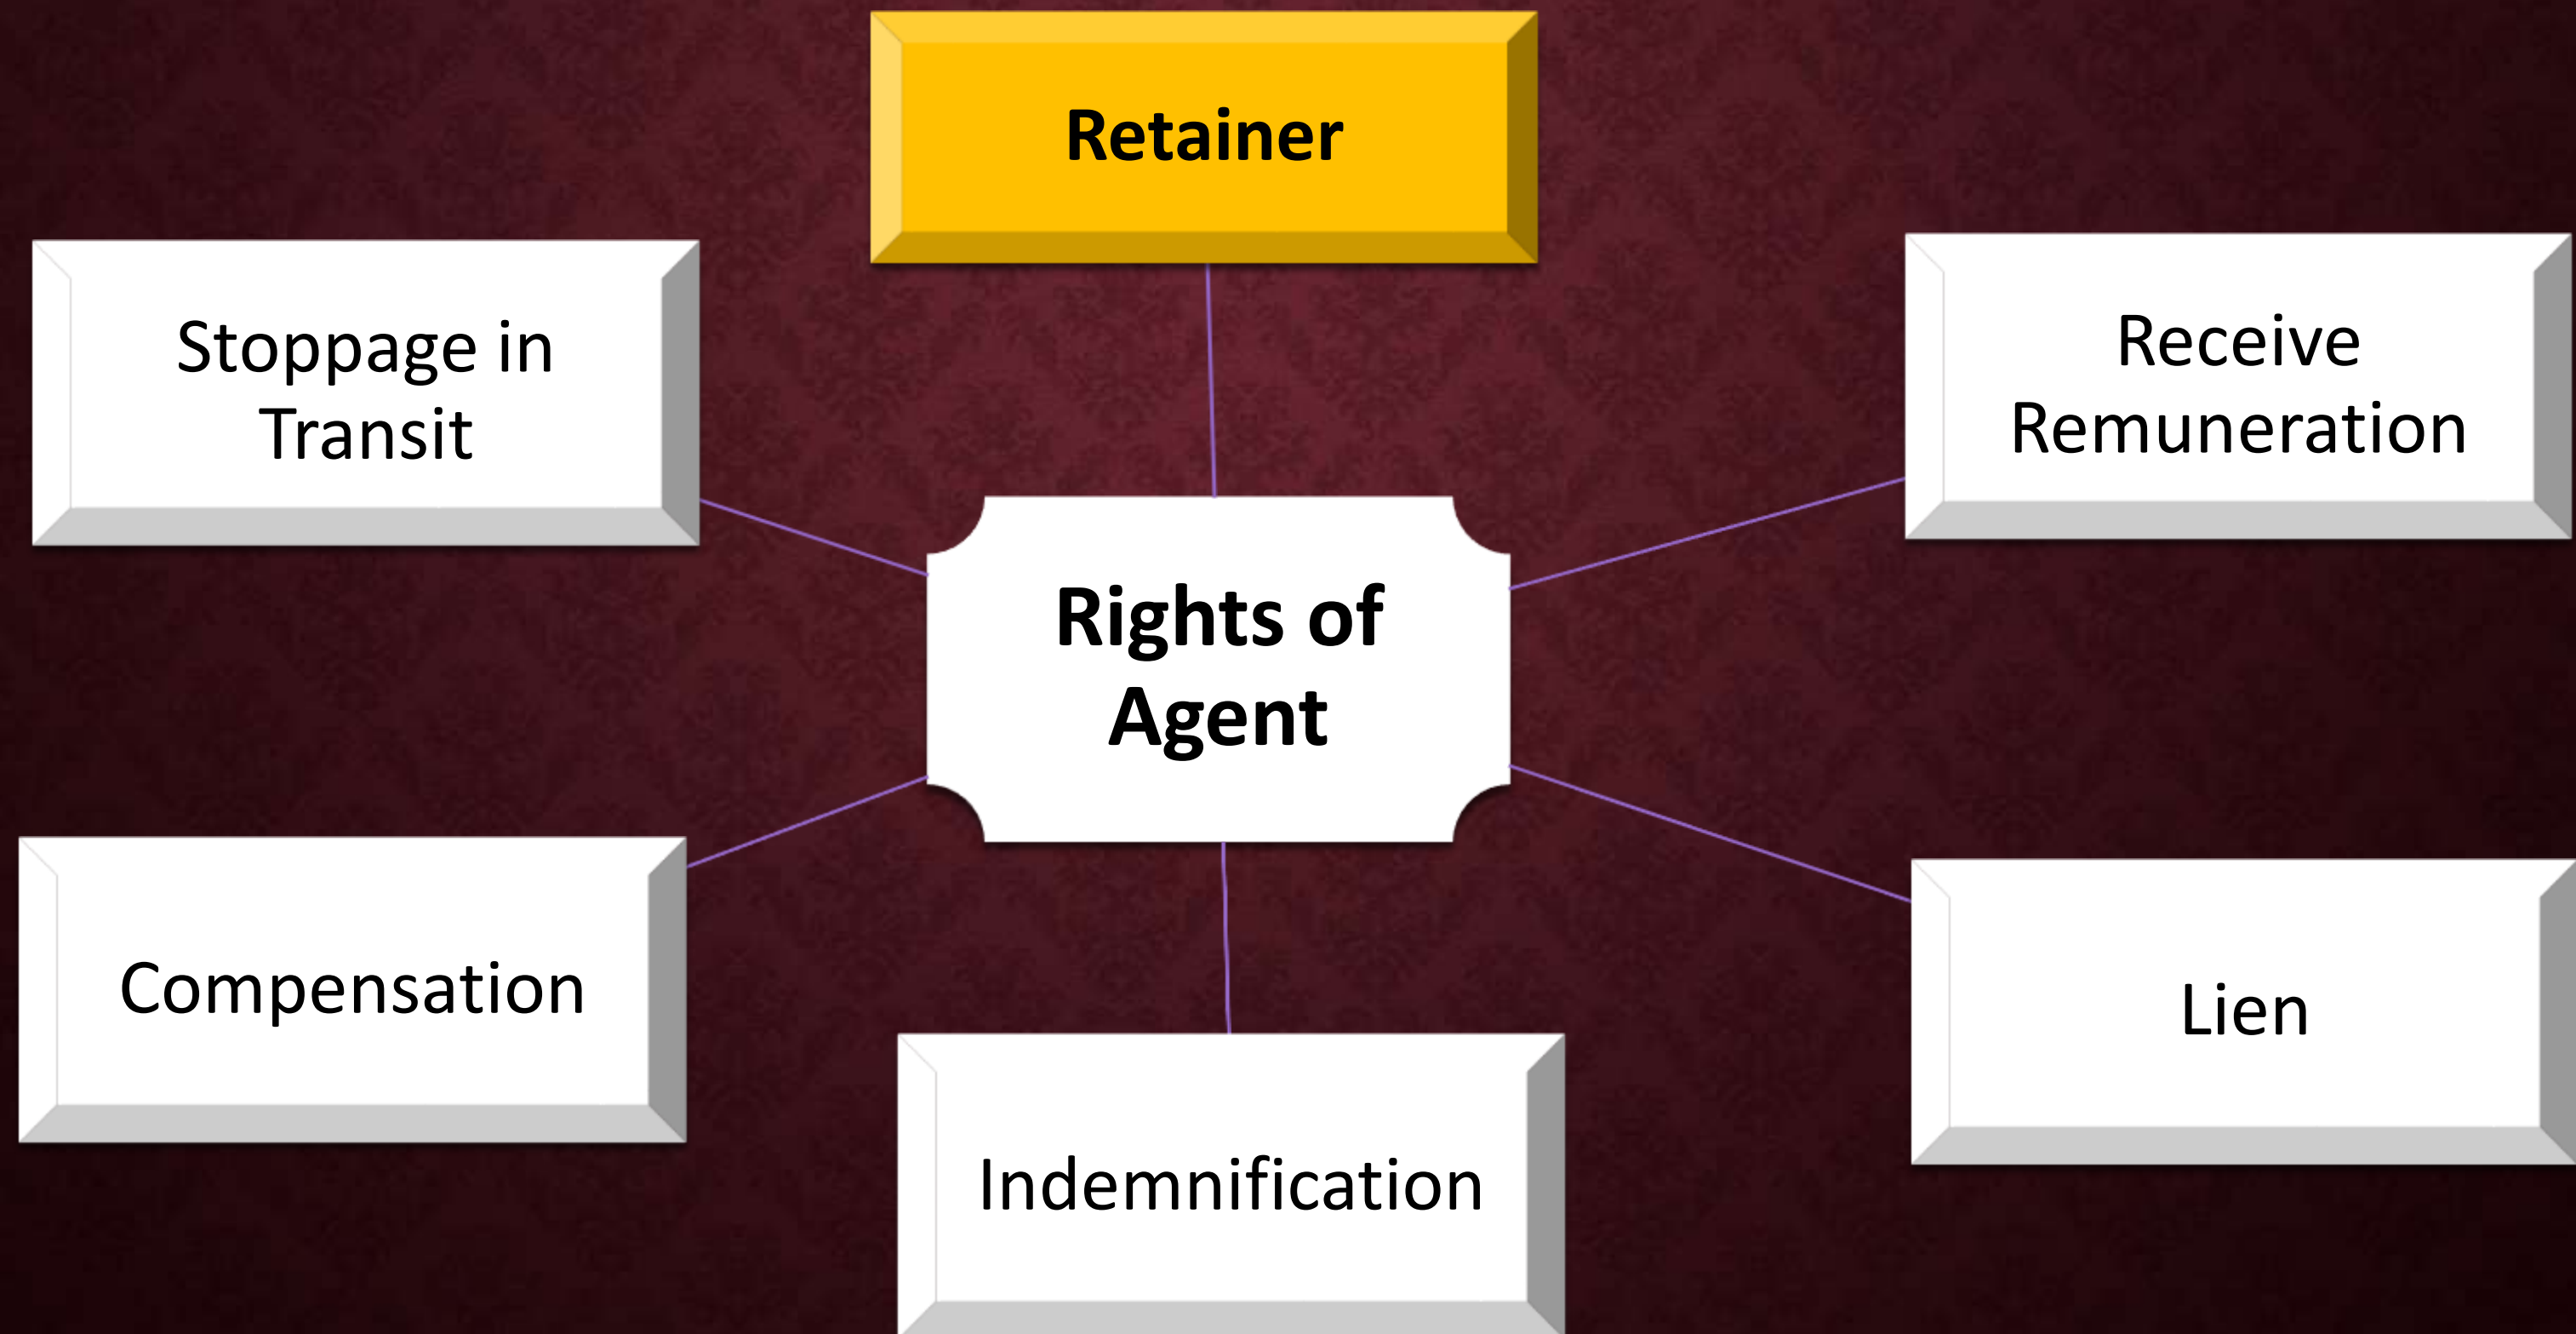 Retainer
Stoppage in
Transit
Receive
Remuneration
Rights of
Agent
Compensation
Lien
Indemnification